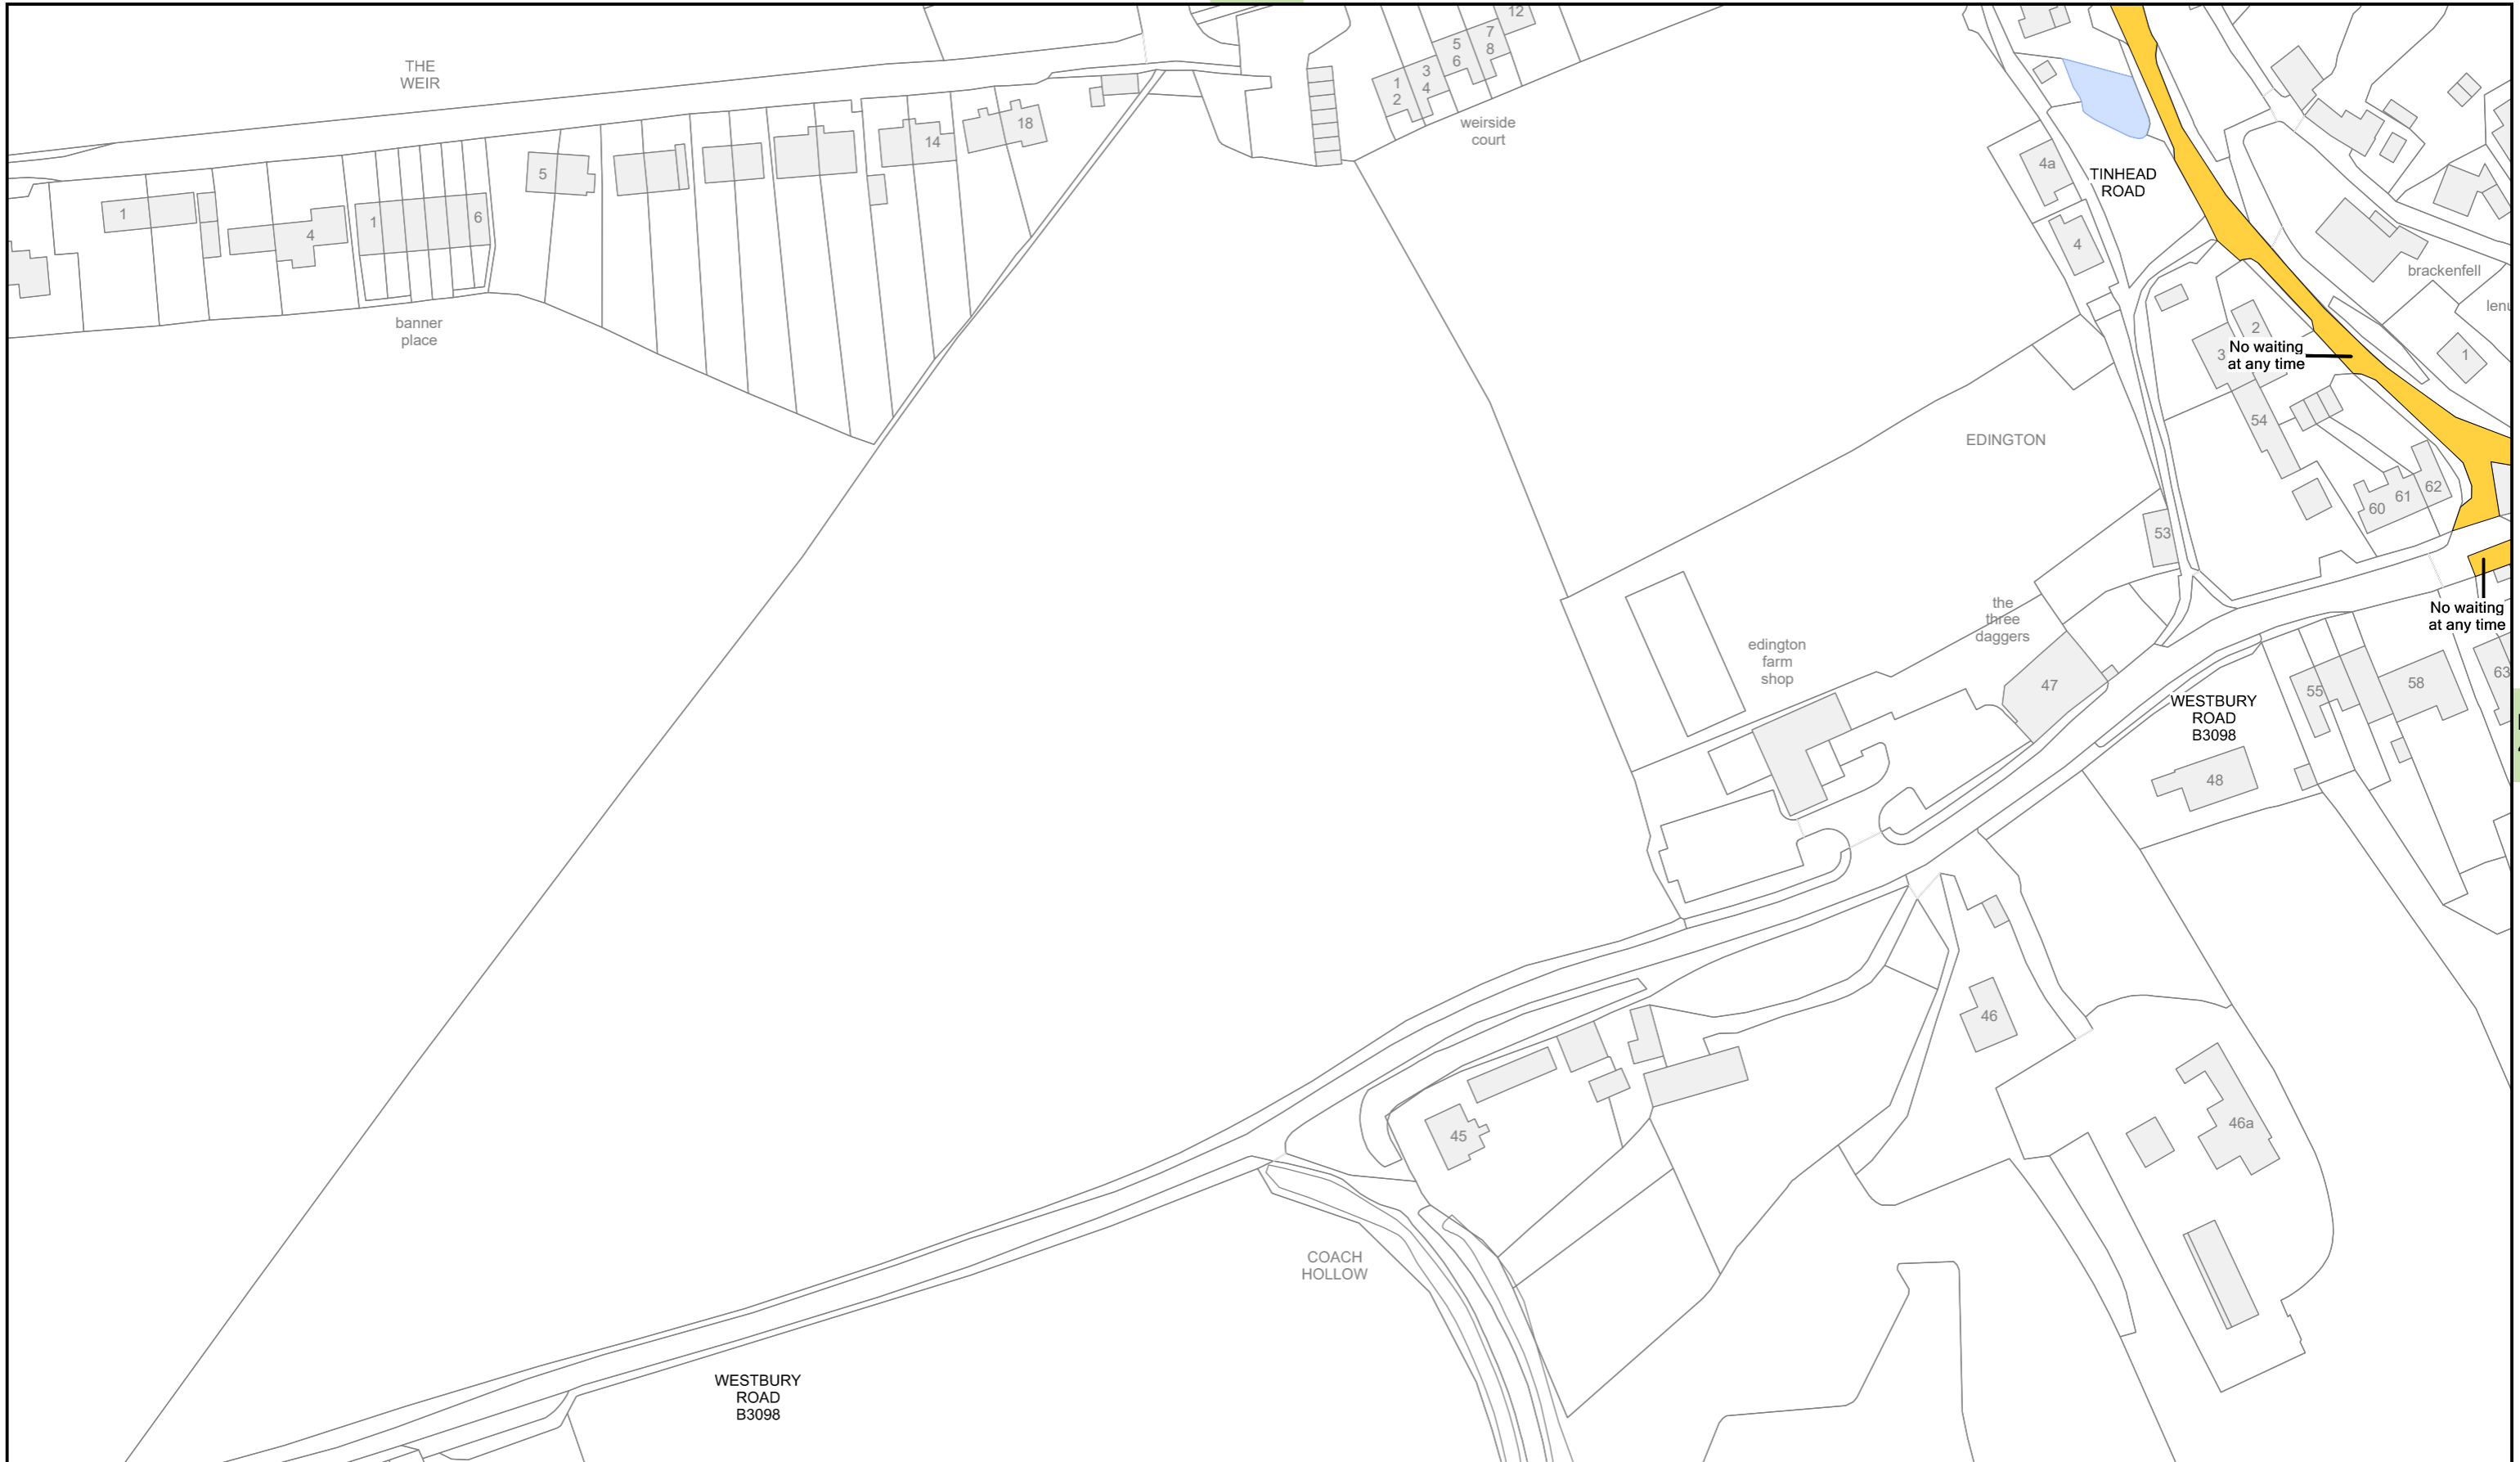 THE
WEIR
12
7
8
5
6
3
4
1
2
weirside
court
18
14
5
1
4
1
6
banner
place
4a
TINHEAD
ROAD
4
brackenfell
2
3
No waiting
at any time
1
54
EDINGTON
62
61
60
53
No waiting
at any time
the
three
daggers
edington
farm
shop
47
55
58
63
WESTBURY
ROAD
B3098
48
46
45
46a
COACH
HOLLOW
WESTBURY
ROAD
B3098